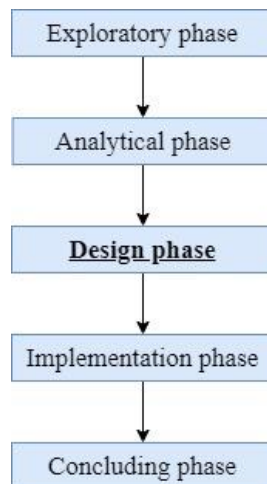 Exploratory phase
Analytical phase
Design phase
Implementation phase
Concluding phase